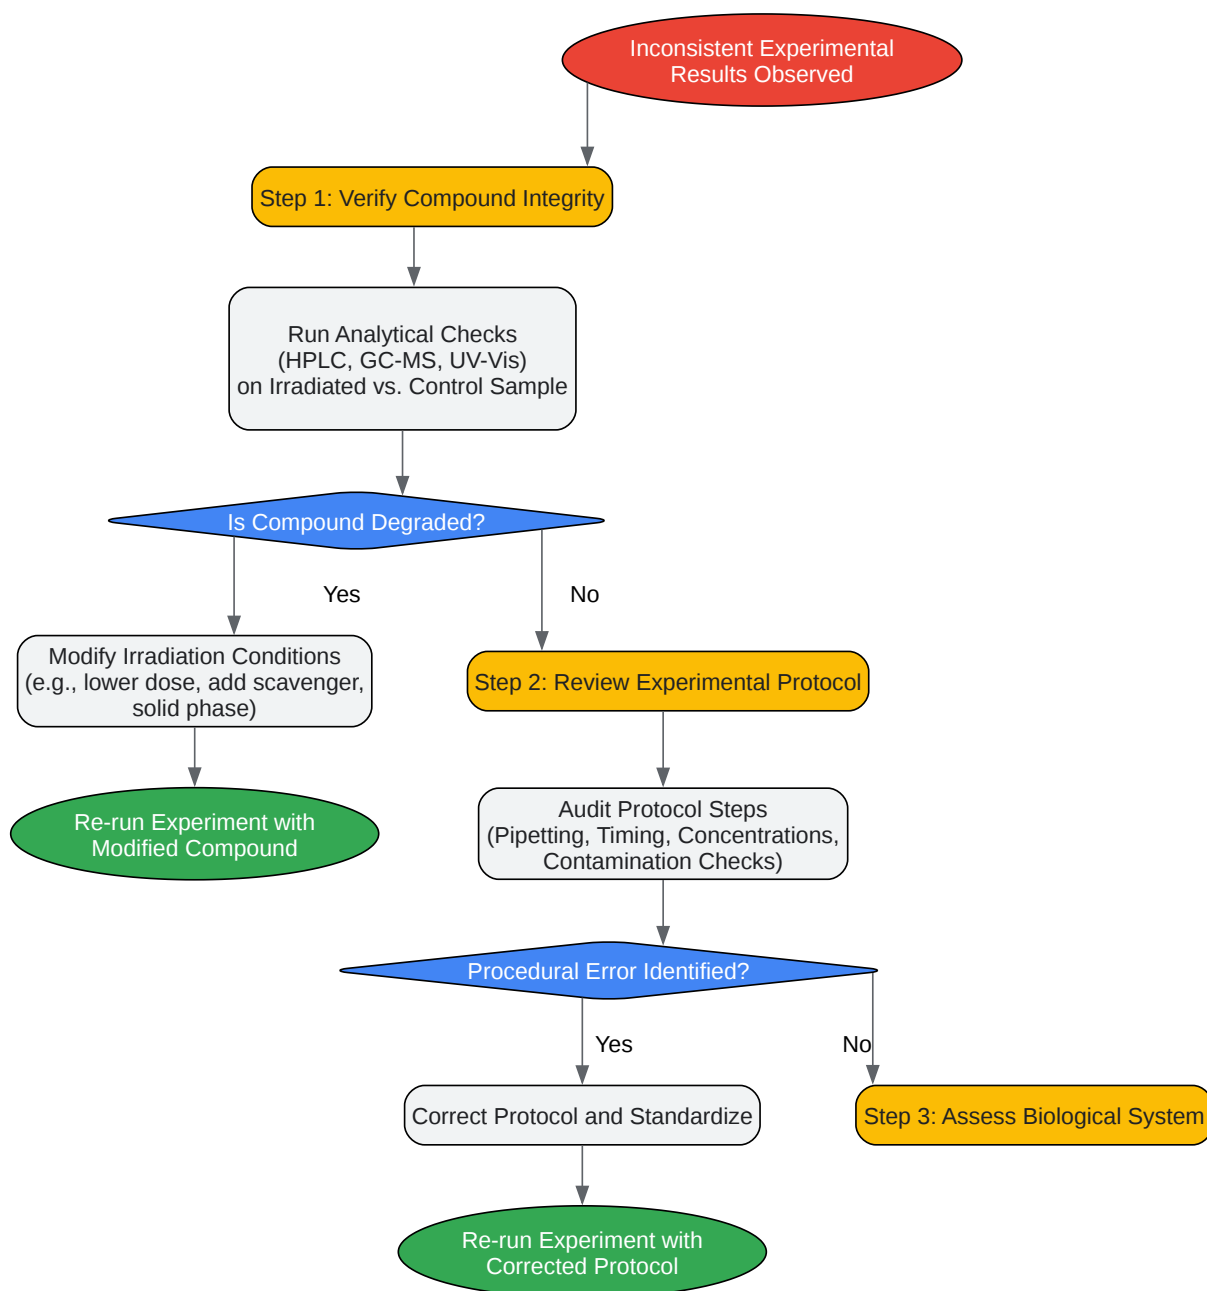 Inconsistent Experimental
Results Observed
Step 1: Verify Compound Integrity
Run Analytical Checks
(HPLC, GC-MS, UV-Vis)
on Irradiated vs. Control Sample
Is Compound Degraded?
Yes
No
Modify Irradiation Conditions
(e.g., lower dose, add scavenger,
solid phase)
Step 2: Review Experimental Protocol
Re-run Experiment with
Modified Compound
Audit Protocol Steps
(Pipetting, Timing, Concentrations,
Contamination Checks)
Procedural Error Identified?
Yes
No
Correct Protocol and Standardize
Step 3: Assess Biological System
Re-run Experiment with
Corrected Protocol